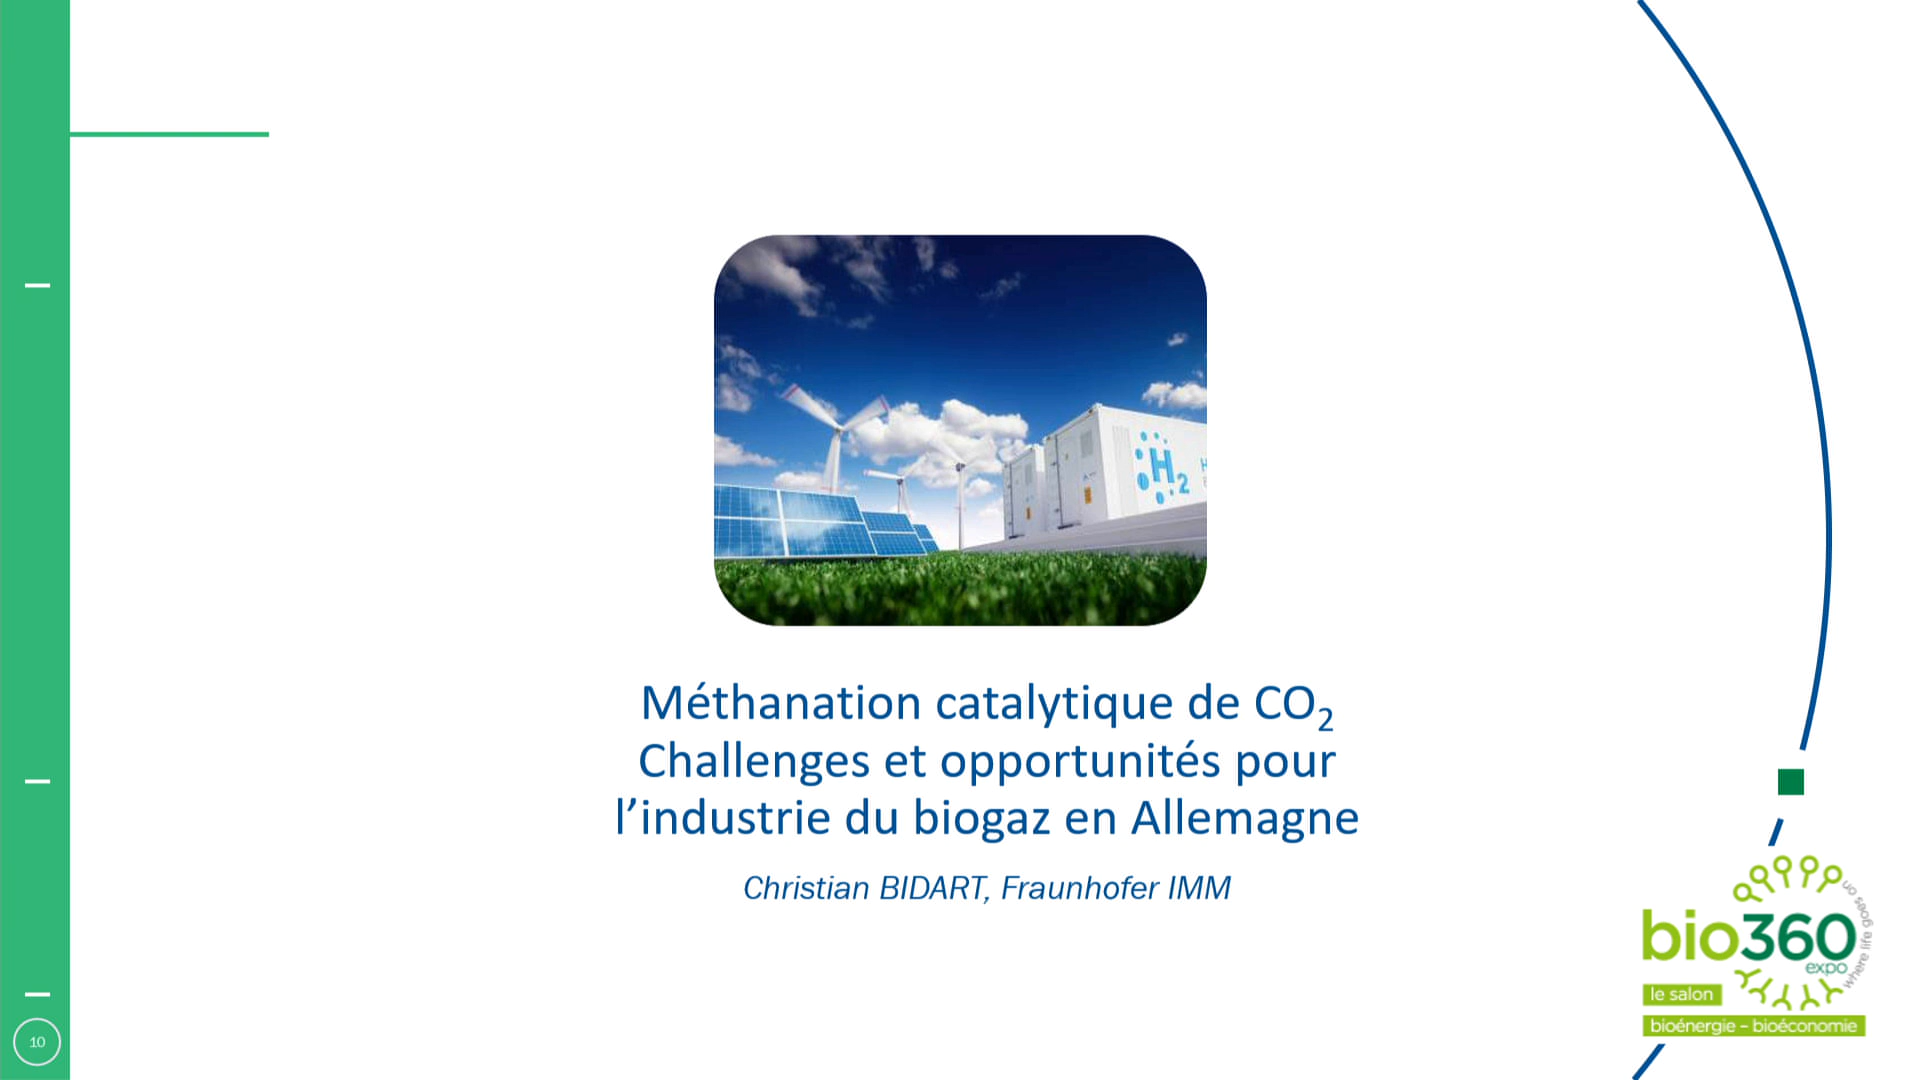 H₂
Méthanation catalytique de CO₂
Challenges et opportunités pour
l’industrie du biogaz en Allemagne
Christian BIDART, Fraunhofer IMM
bio360
expo
where life goes on
le salon
bioénergie – bioéconomie
10